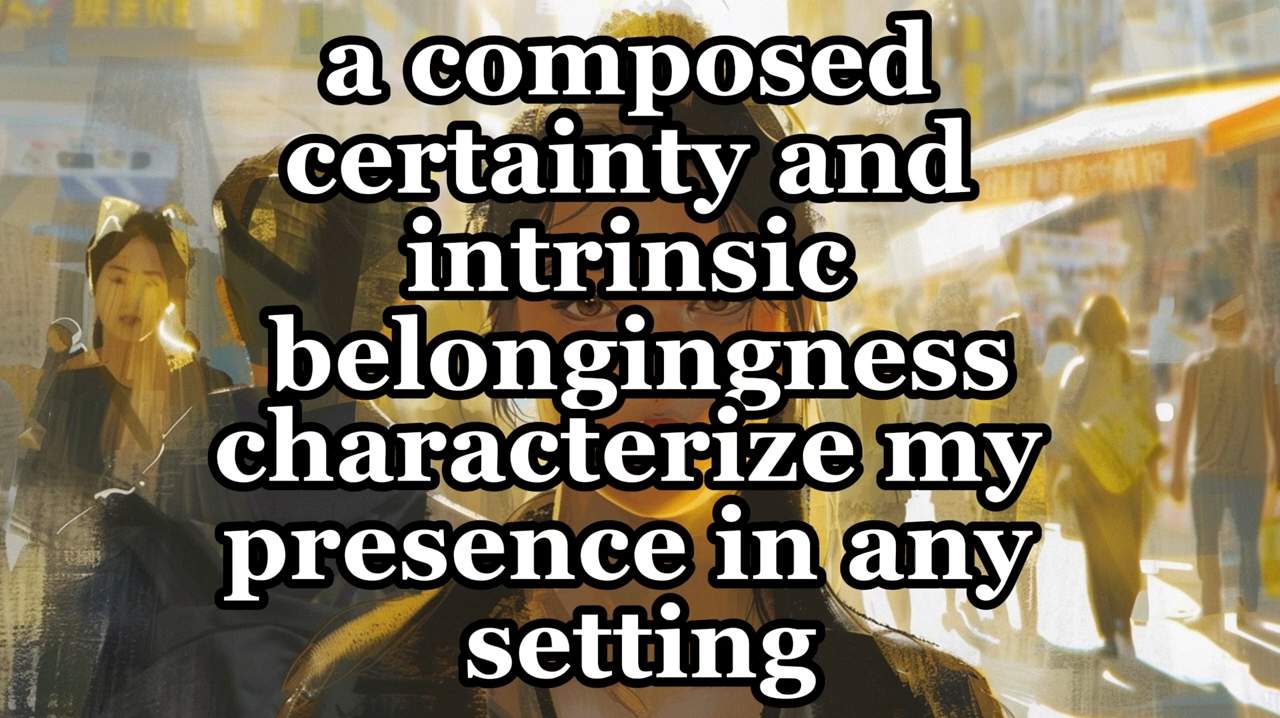 a composed
certainty and
intrinsic
belongingness
characterize my
presence in any
setting